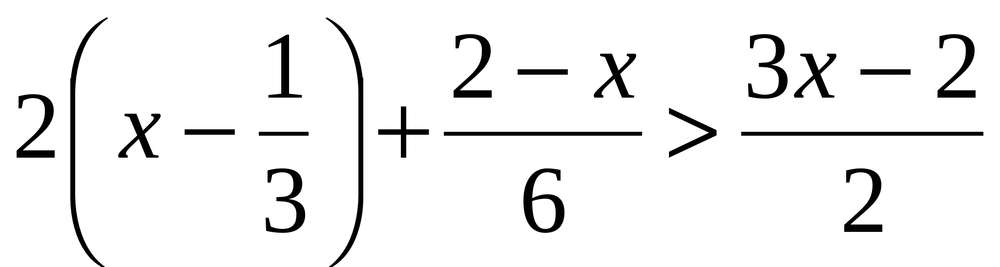 2(x − 1/3) + (2 − x)/6 > (3x − 2)/2